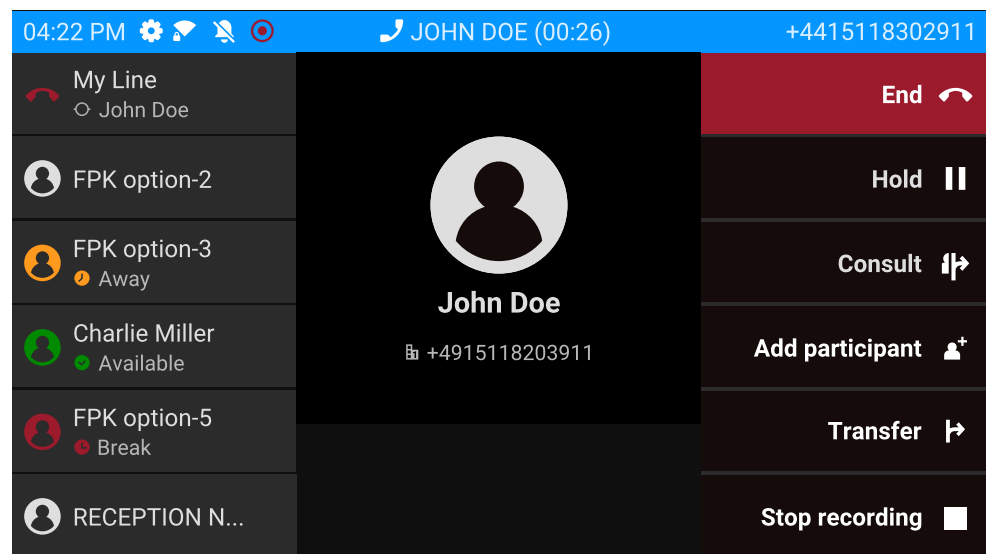 04:22 PM
JOHN DOE (00:26)
+4415118302911
My Line
John Doe
FPK option-2
FPK option-3
Away
Charlie Miller
Available
FPK option-5
Break
RECEPTION N...
John Doe
+4915118203911
End
Hold
Consult
Add participant
Transfer
Stop recording